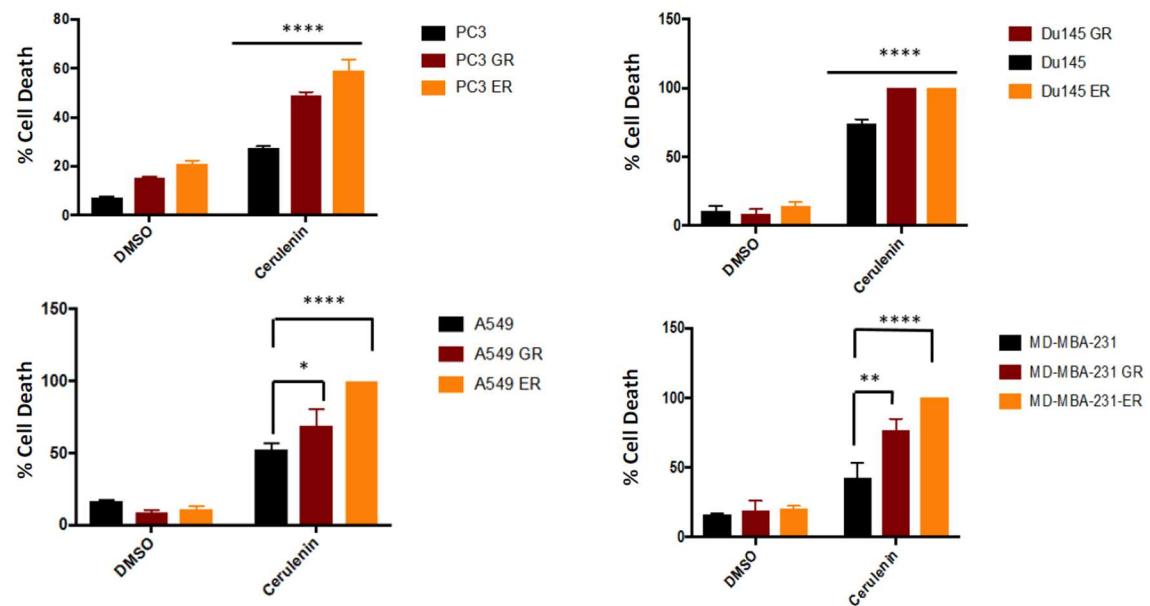 % Cell Death
80
60
40
20
0
****
PC3
PC3 GR
PC3 ER
DMSO
Cerulenin
% Cell Death
150
100
50
0
****
Du145 GR
Du145
Du145 ER
DMSO
Cerulenin
% Cell Death
150
100
50
0
****
*
A549
A549 GR
A549 ER
DMSO
Cerulenin
% Cell Death
150
100
50
0
****
**
MD-MBA-231
MD-MBA-231 GR
MD-MBA-231-ER
DMSO
Cerulenin